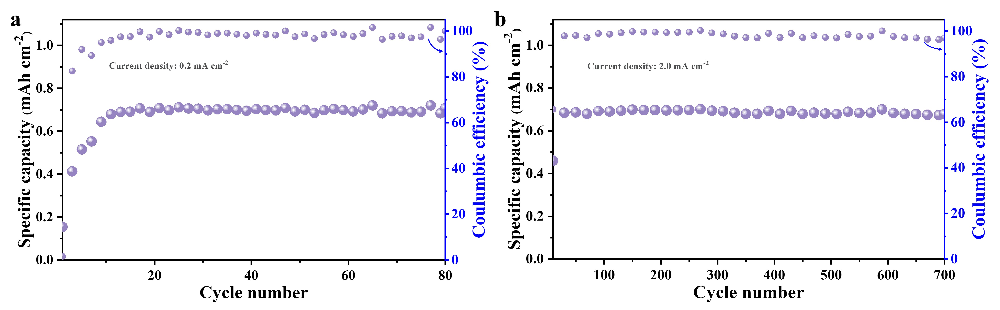 a
Specific capacity (mAh cm⁻²)
1.0
0.8
0.6
0.4
0.2
0.0
Current density: 0.2 mA cm⁻²
100
80
60
40
20
0
Coulumbic efficiency (%)
20 40 60 80
Cycle number
b
Specific capacity (mAh cm⁻²)
1.0
0.8
0.6
0.4
0.2
0.0
Current density: 2.0 mA cm⁻²
100
80
60
40
20
0
Coulumbic efficiency (%)
100 200 300 400 500 600 700
Cycle number